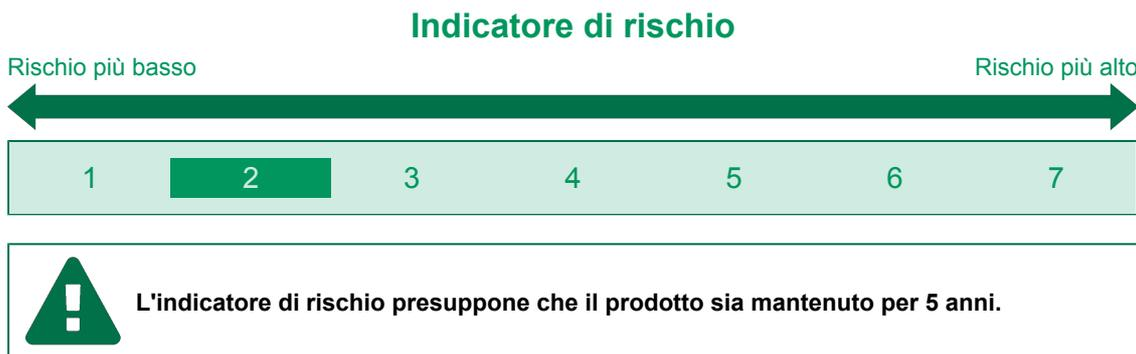 Indicatore di rischio
Rischio più basso Rischio più alto
1 2 3 4 5 6 7
L'indicatore di rischio presuppone che il prodotto sia mantenuto per 5 anni.